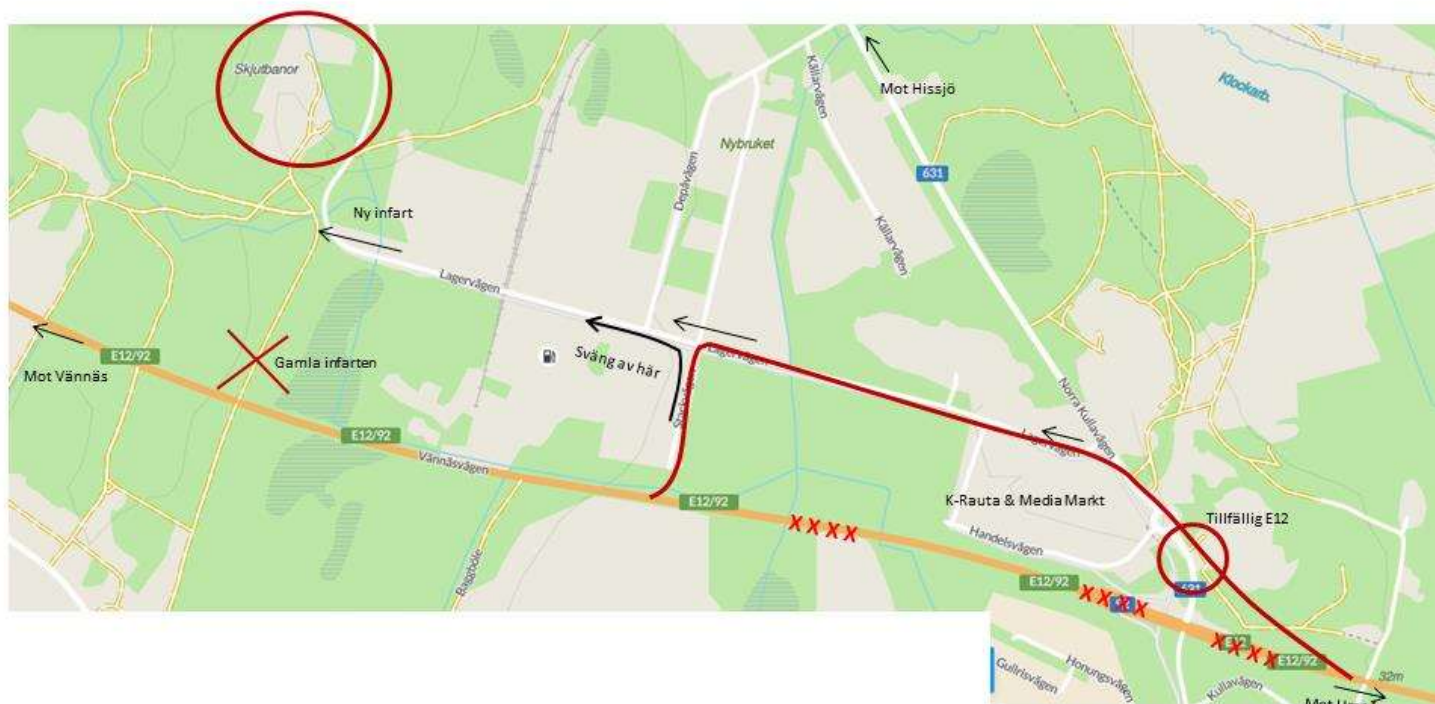 Skjutbanor
Mot Hissjö
Källarvägen
Klockarb.
Nybruket
631
Depåvägen
Ny infart
Källarvägen
Lagervägen
E12/92
Mot Vännäs
Gamla infarten
Sväng av här
Lagervägen
Norra Kullavägen
E12/92
Vännäsvägen
Lagervägen
E12/92
K-Rauta & Media Markt
Tillfällig E12
X X X X
Handelsvägen
Baggböle
E12/92
631
X X X X
X X X X
E12
E12/92
32m
Gullrisvägen
Honungsvägen
Kullavägen